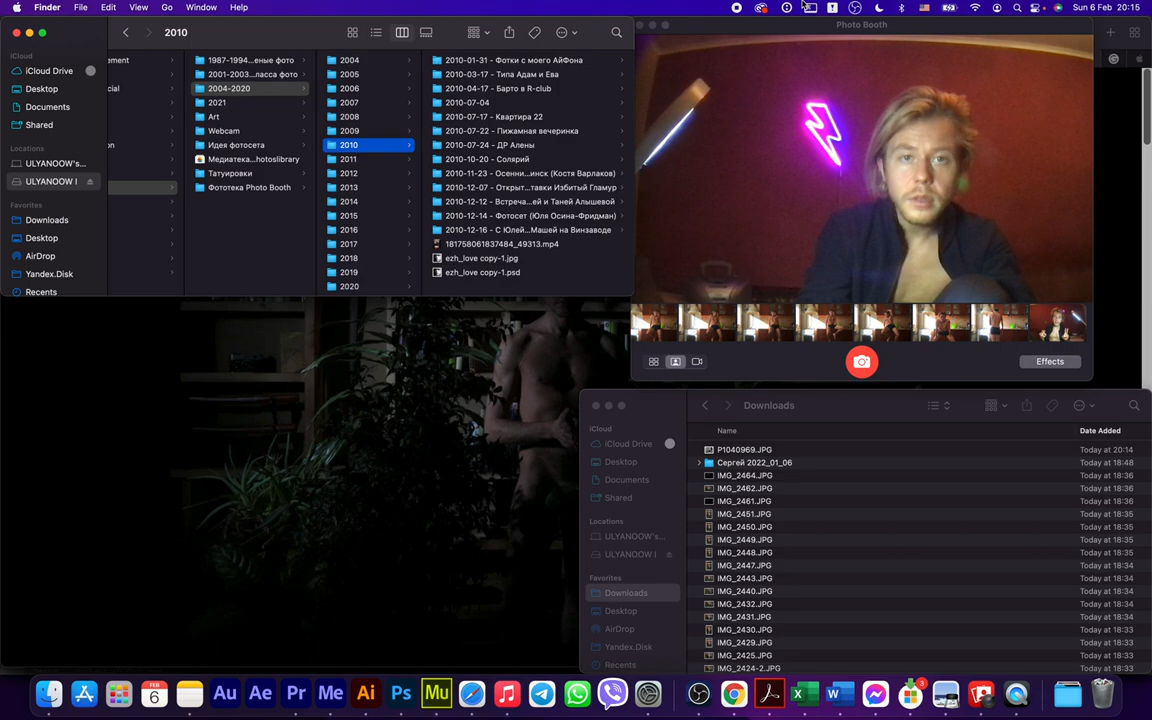 Finder File Edit View Go Window Help
Sun 6 Feb 20:15
2010
iCloud
iCloud Drive
Desktop
Documents
Shared
Locations
ULYANOOW's...
ULYANOOW I
Favorites
Downloads
Desktop
AirDrop
Yandex.Disk
Recents
1987-1994...еные фото
2001-2003...ласса фото
2004-2020
2021
Art
Webcam
Идея фотосета
Медиатека...hotoslibrary
Татуировки
Фототека Photo Booth
2004
2005
2006
2007
2008
2009
2010
2011
2012
2013
2014
2015
2016
2017
2018
2019
2020
2010-01-31 - Фотки с моего АйФона
2010-03-17 - Типа Адам и Ева
2010-04-17 - Барто в R-club
2010-07-04
2010-07-17 - Квартира 22
2010-07-22 - Пижамная вечеринка
2010-07-24 - ДР Алены
2010-10-20 - Солярий
2010-11-23 - Осенни...нск (Костя Варлаков)
2010-12-07 - Открыт...тавки Избитый Гламур
2010-12-12 - Встреча...ей и Таней Алышевой
2010-12-14 - Фотосет (Юля Осина-Фридман)
2010-12-16 - С Юлей...Машей на Винзаводе
181758061837484_49313.mp4
ezh_love copy-1.jpg
ezh_love copy-1.psd
Photo Booth
Effects
Downloads
iCloud
iCloud Drive
Desktop
Documents
Shared
Locations
ULYANOOW's...
ULYANOOW I
Favorites
Downloads
Desktop
AirDrop
Yandex.Disk
Recents
Name Date Added
P1040969.JPG Today at 20:14
Сергей 2022_01_06 Today at 18:48
IMG_2464.JPG Today at 18:36
IMG_2462.JPG Today at 18:36
IMG_2461.JPG Today at 18:36
IMG_2451.JPG Today at 18:35
IMG_2450.JPG Today at 18:35
IMG_2449.JPG Today at 18:35
IMG_2448.JPG Today at 18:35
IMG_2447.JPG Today at 18:35
IMG_2443.JPG Today at 18:34
IMG_2440.JPG Today at 18:34
IMG_2432.JPG Today at 18:34
IMG_2431.JPG Today at 18:34
IMG_2430.JPG Today at 18:33
IMG_2429.JPG Today at 18:33
IMG_2425.JPG Today at 18:33
IMG_2424-2.JPG Today at 18:33
FEB
6 Au Ae Pr Me Ai Ps Mu
3